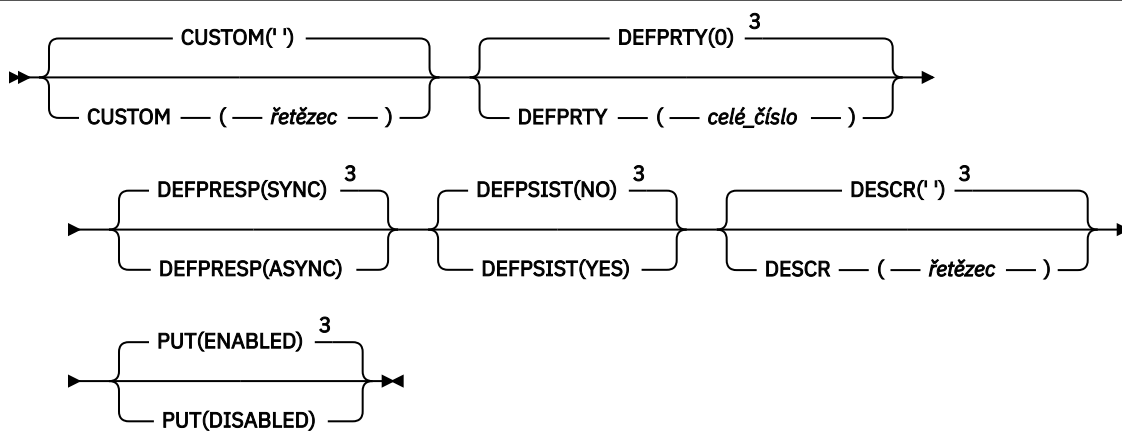 CUSTOM(' ') DEFPRTY(0) 3
CUSTOM ( řetězec ) DEFPRTY ( celé_číslo )
DEFPRESP(SYNC) 3 DEFPSIST(NO) 3 DESCR(' ') 3
DEFPRESP(ASYNC) DEFPSIST(YES) DESCR ( řetězec )
PUT(ENABLED) 3
PUT(DISABLED)